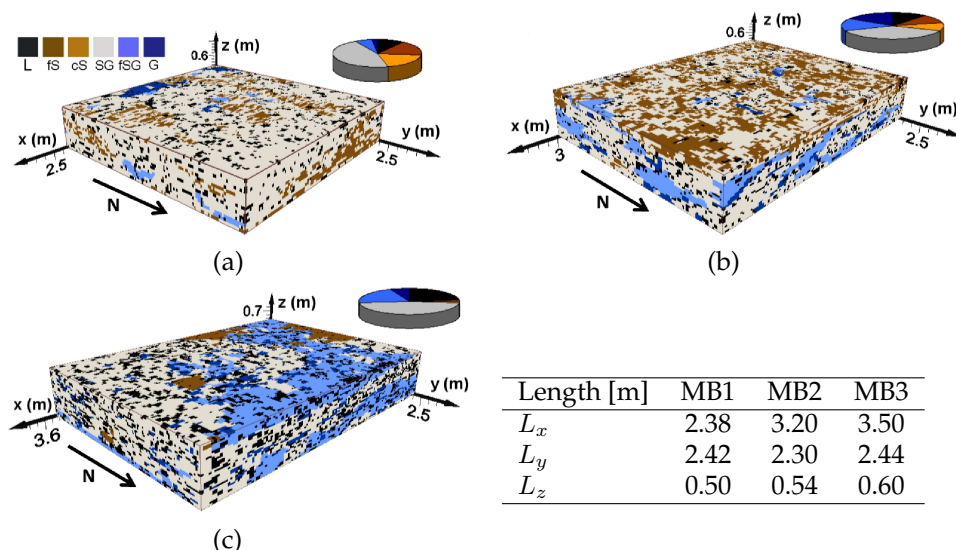 z (m)
0.6
L fS cS SG fSG G
x (m)
2.5
y (m)
2.5
N
(a)
z (m)
0.6
x (m)
3
y (m)
2.5
N
(b)
z (m)
0.7
x (m)
3.6
y (m)
2.5
N
(c)
Length [m] MB1 MB2 MB3
Lx 2.38 3.20 3.50
Ly 2.42 2.30 2.44
Lz 0.50 0.54 0.60